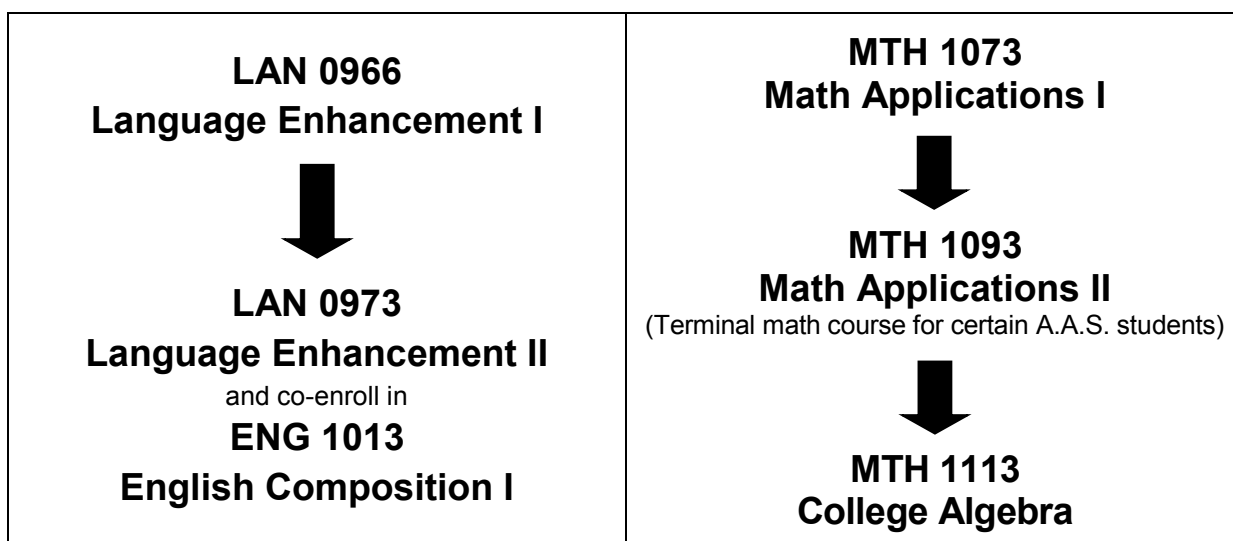 LAN 0966
Language Enhancement I
LAN 0973
Language Enhancement II
and co-enroll in
ENG 1013
English Composition I
MTH 1073
Math Applications I
MTH 1093
Math Applications II
(Terminal math course for certain A.A.S. students)
MTH 1113
College Algebra